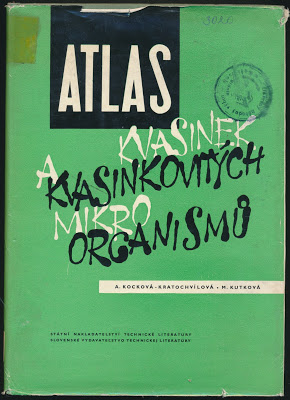 ATLAS
KVASINEK
A KVASINKOVITÝCH
MIKRO
ORGANISMŮ
A. KOCKOVÁ-KRATOCHVÍLOVÁ • M. KUTKOVÁ
STÁTNÍ NAKLADATELSTVÍ TECHNICKÉ LITERATURY
SLOVENSKÉ VYDAVATEĽSTVO TECHNICKEJ LITERATÚRY